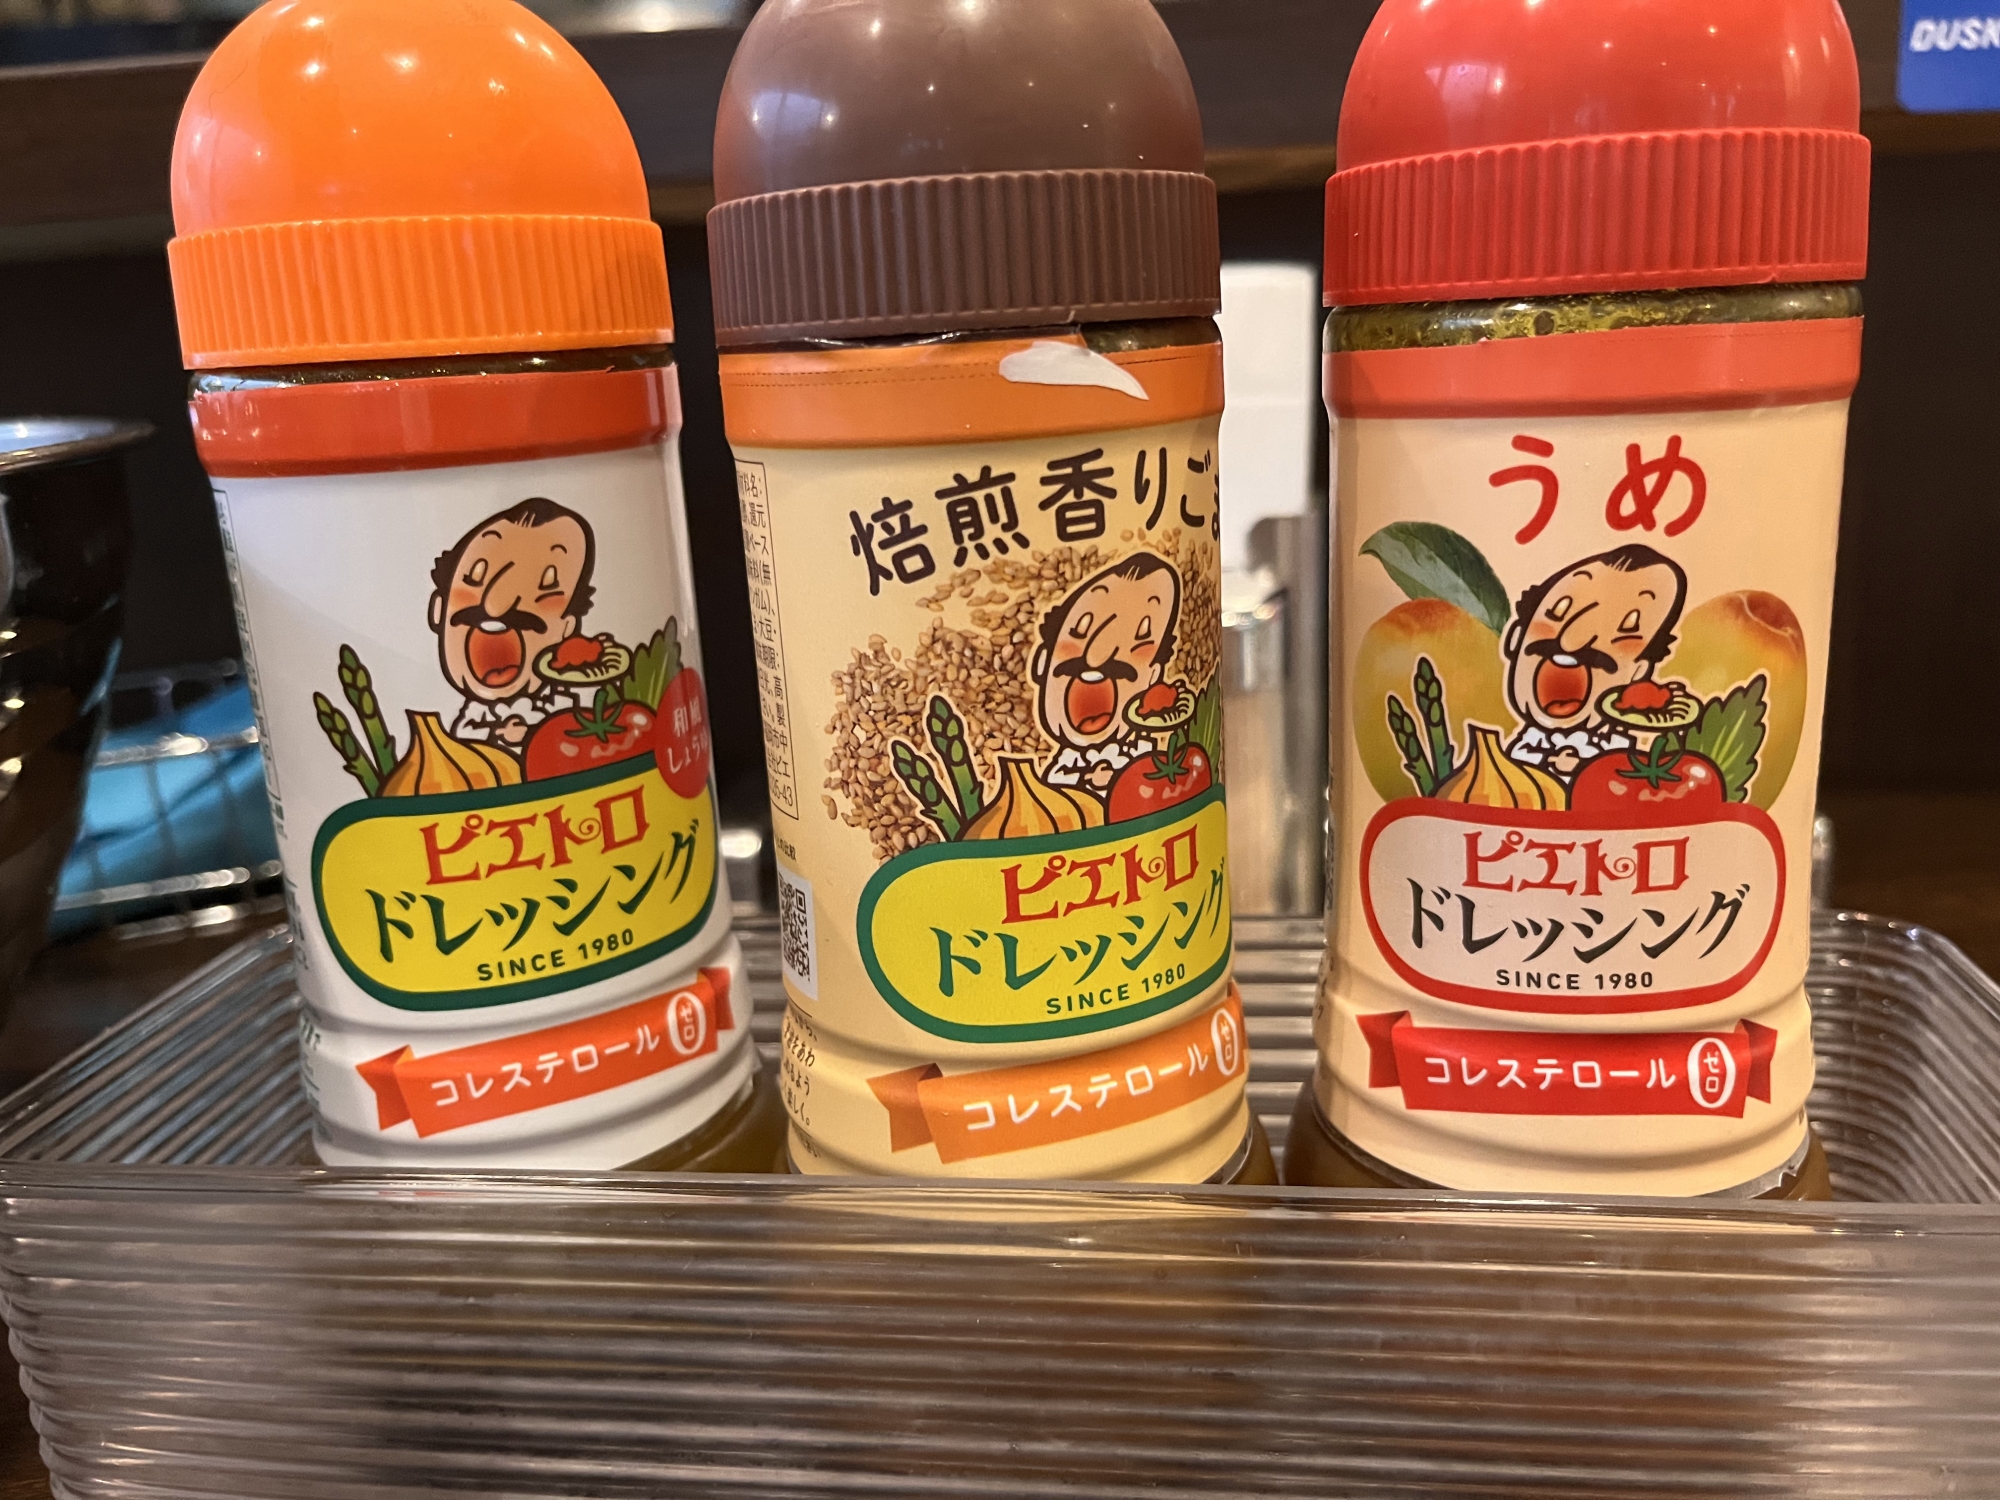 DUSK
和風
しょうゆ
ピエトロ
ドレッシング
SINCE 1980
コレステロール0
ゼロ
焙煎香りごま
ピエトロ
ドレッシング
SINCE 1980
コレステロール0
ゼロ
うめ
ピエトロ
ドレッシング
SINCE 1980
コレステロール0
ゼロ